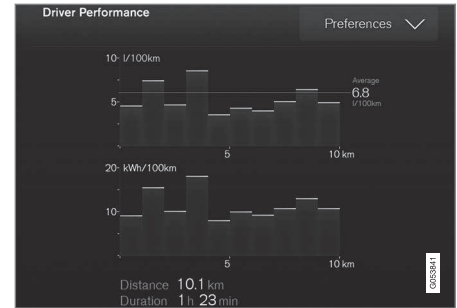 Driver Performance
Preferences
10- l/100km
Average
6.8
l/100km
5-
5
10 km
20- kWh/100km
10-
5
10 km
Distance 10.1 km
Duration 1 h 23 min
G053841